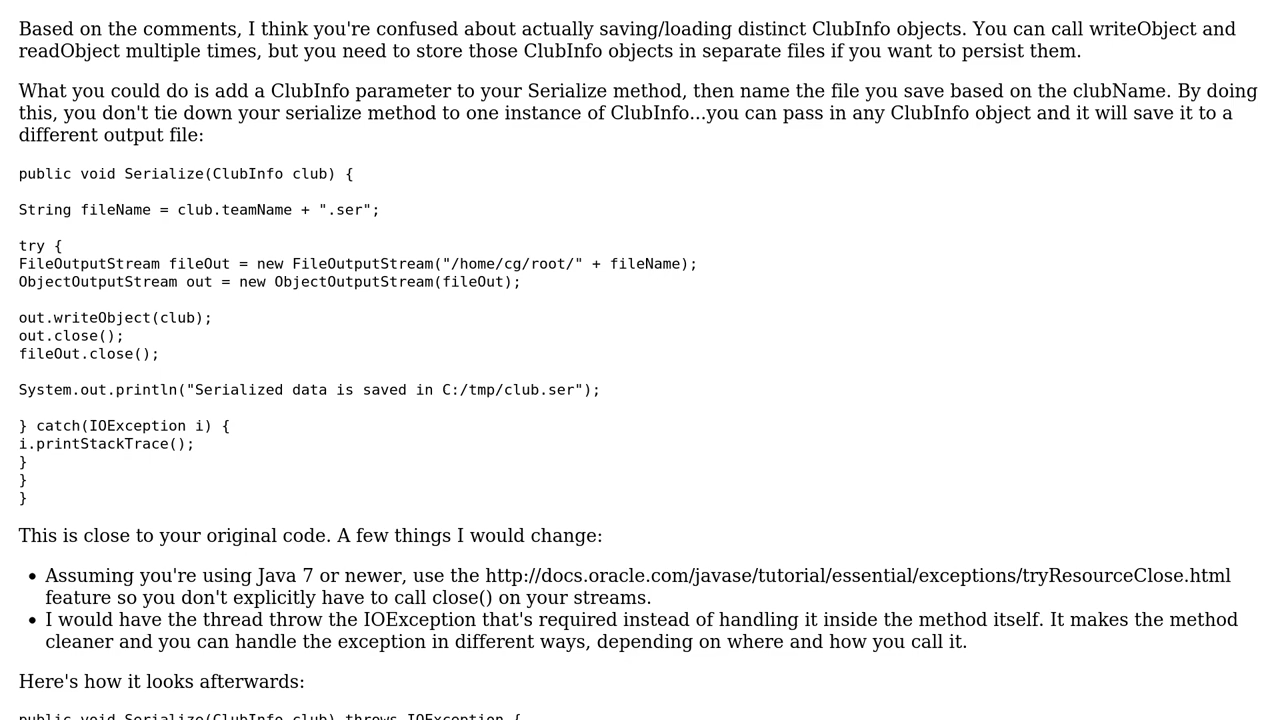 Based on the comments, I think you're confused about actually saving/loading distinct ClubInfo objects. You can call writeObject and
readObject multiple times, but you need to store those ClubInfo objects in separate files if you want to persist them.
What you could do is add a ClubInfo parameter to your Serialize method, then name the file you save based on the clubName. By doing
this, you don't tie down your serialize method to one instance of ClubInfo...you can pass in any ClubInfo object and it will save it to a
different output file:
public void Serialize(ClubInfo club) {
String fileName = club.teamName + ".ser";
try {
FileOutputStream fileOut = new FileOutputStream("/home/cg/root/" + fileName);
ObjectOutputStream out = new ObjectOutputStream(fileOut);
out.writeObject(club);
out.close();
fileOut.close();
System.out.println("Serialized data is saved in C:/tmp/club.ser");
} catch(IOException i) {
i.printStackTrace();
}
}
}
This is close to your original code. A few things I would change:
• Assuming you're using Java 7 or newer, use the http://docs.oracle.com/javase/tutorial/essential/exceptions/tryResourceClose.html
feature so you don't explicitly have to call close() on your streams.
• I would have the thread throw the IOException that's required instead of handling it inside the method itself. It makes the method
cleaner and you can handle the exception in different ways, depending on where and how you call it.
Here's how it looks afterwards:
public void Serialize(ClubInfo club) throws IOException {